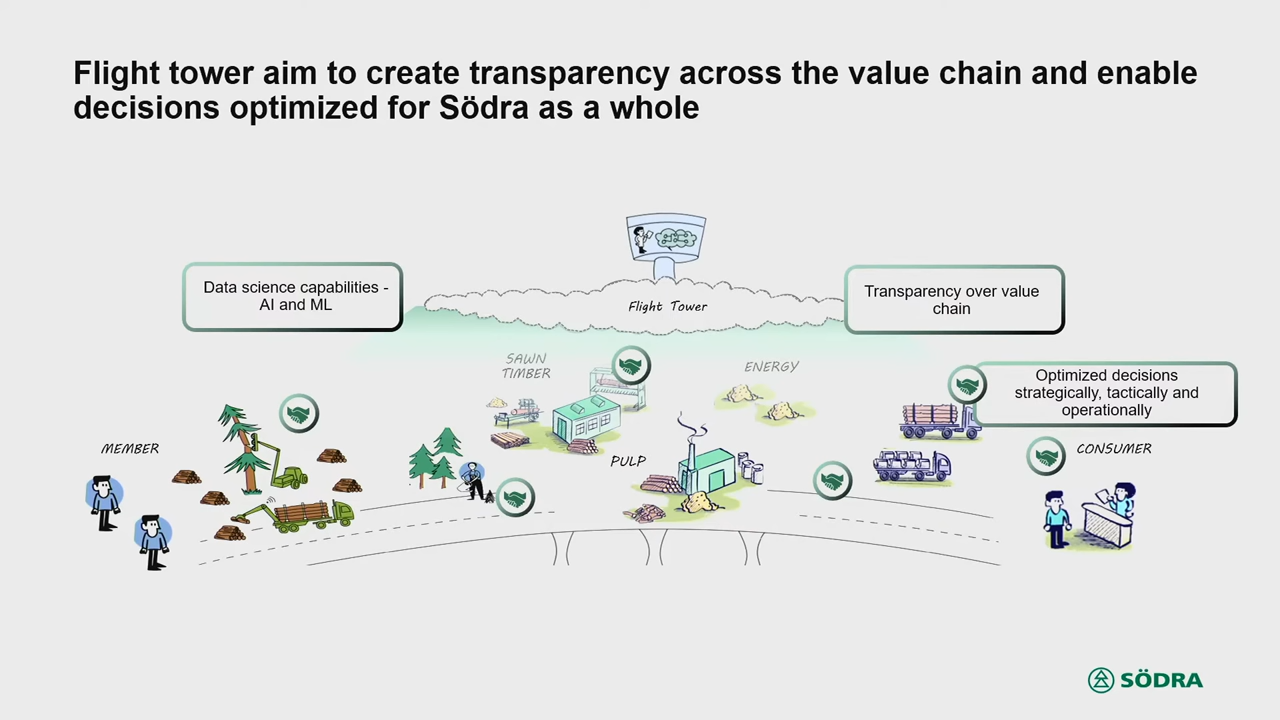 Flight tower aim to create transparency across the value chain and enable
decisions optimized for Södra as a whole
Data science capabilities -
AI and ML
Flight Tower
Transparency over value
chain
SAWN
TIMBER
ENERGY
Optimized decisions
strategically, tactically and
operationally
MEMBER
PULP
CONSUMER
SÖDRA